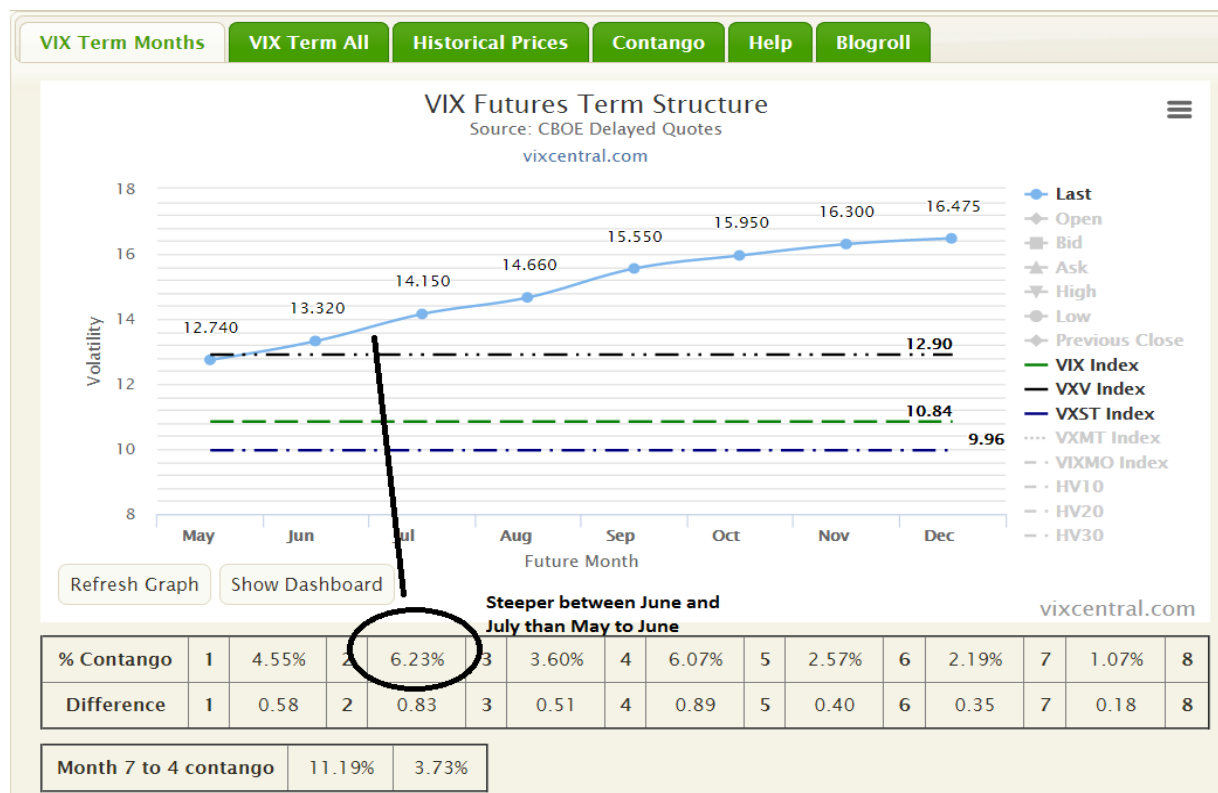 VIX Term Months VIX Term All Historical Prices Contango Help Blogroll
VIX Futures Term Structure
Source: CBOE Delayed Quotes
vixcentral.com
Volatility
18
16
14
12
10
8
12.740 13.320 14.150 14.660 15.550 15.950 16.300 16.475
12.90
10.84
9.96
May Jun Jul Aug Sep Oct Nov Dec
Future Month
Last
Open
Bid
Ask
High
Low
Previous Close
VIX Index
VXV Index
VXST Index
VXMT Index
VIXMO Index
HV10
HV20
HV30
Refresh Graph Show Dashboard
Steeper between June and
July than May to June
vixcentral.com
% Contango 1 4.55% 2 6.23% 3 3.60% 4 6.07% 5 2.57% 6 2.19% 7 1.07% 8
Difference 1 0.58 2 0.83 3 0.51 4 0.89 5 0.40 6 0.35 7 0.18 8
Month 7 to 4 contango 11.19% 3.73%